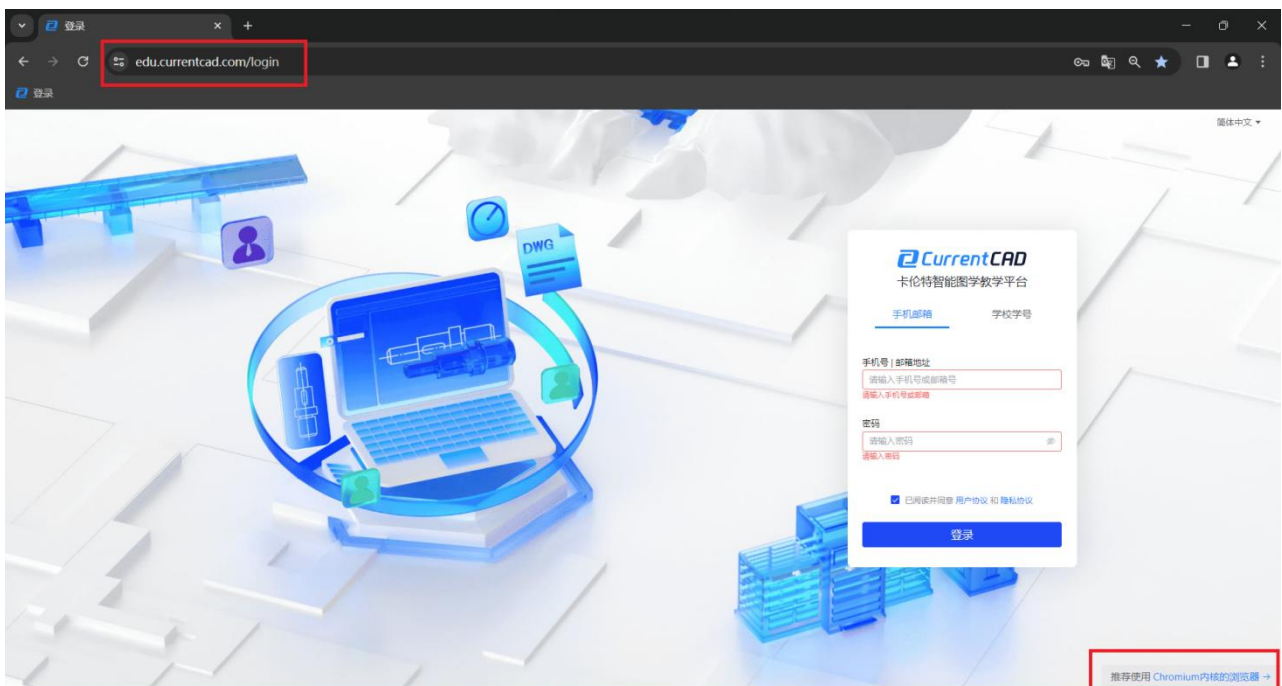 登录
edu.currentcad.com/login
登录
简体中文
DWG
CurrentCAD
卡伦特智能图学教学平台
手机邮箱 学校学号
手机号 | 邮箱地址
请输入手机号或邮箱号
请输入手机号或邮箱
密码
请输入密码
请输入密码
已阅读并同意 用户协议 和 隐私协议
登录
推荐使用 Chromium内核的浏览器 →